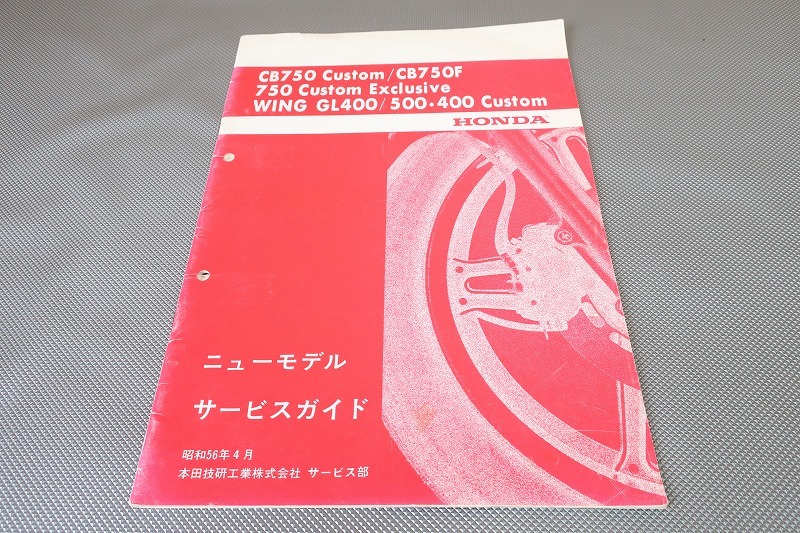 CB750 Custom/CB750F
750 Custom Exclusive
WING GL400/500・400 Custom
HONDA
ニューモデル
サービスガイド
昭和56年4月
本田技研工業株式会社 サービス部